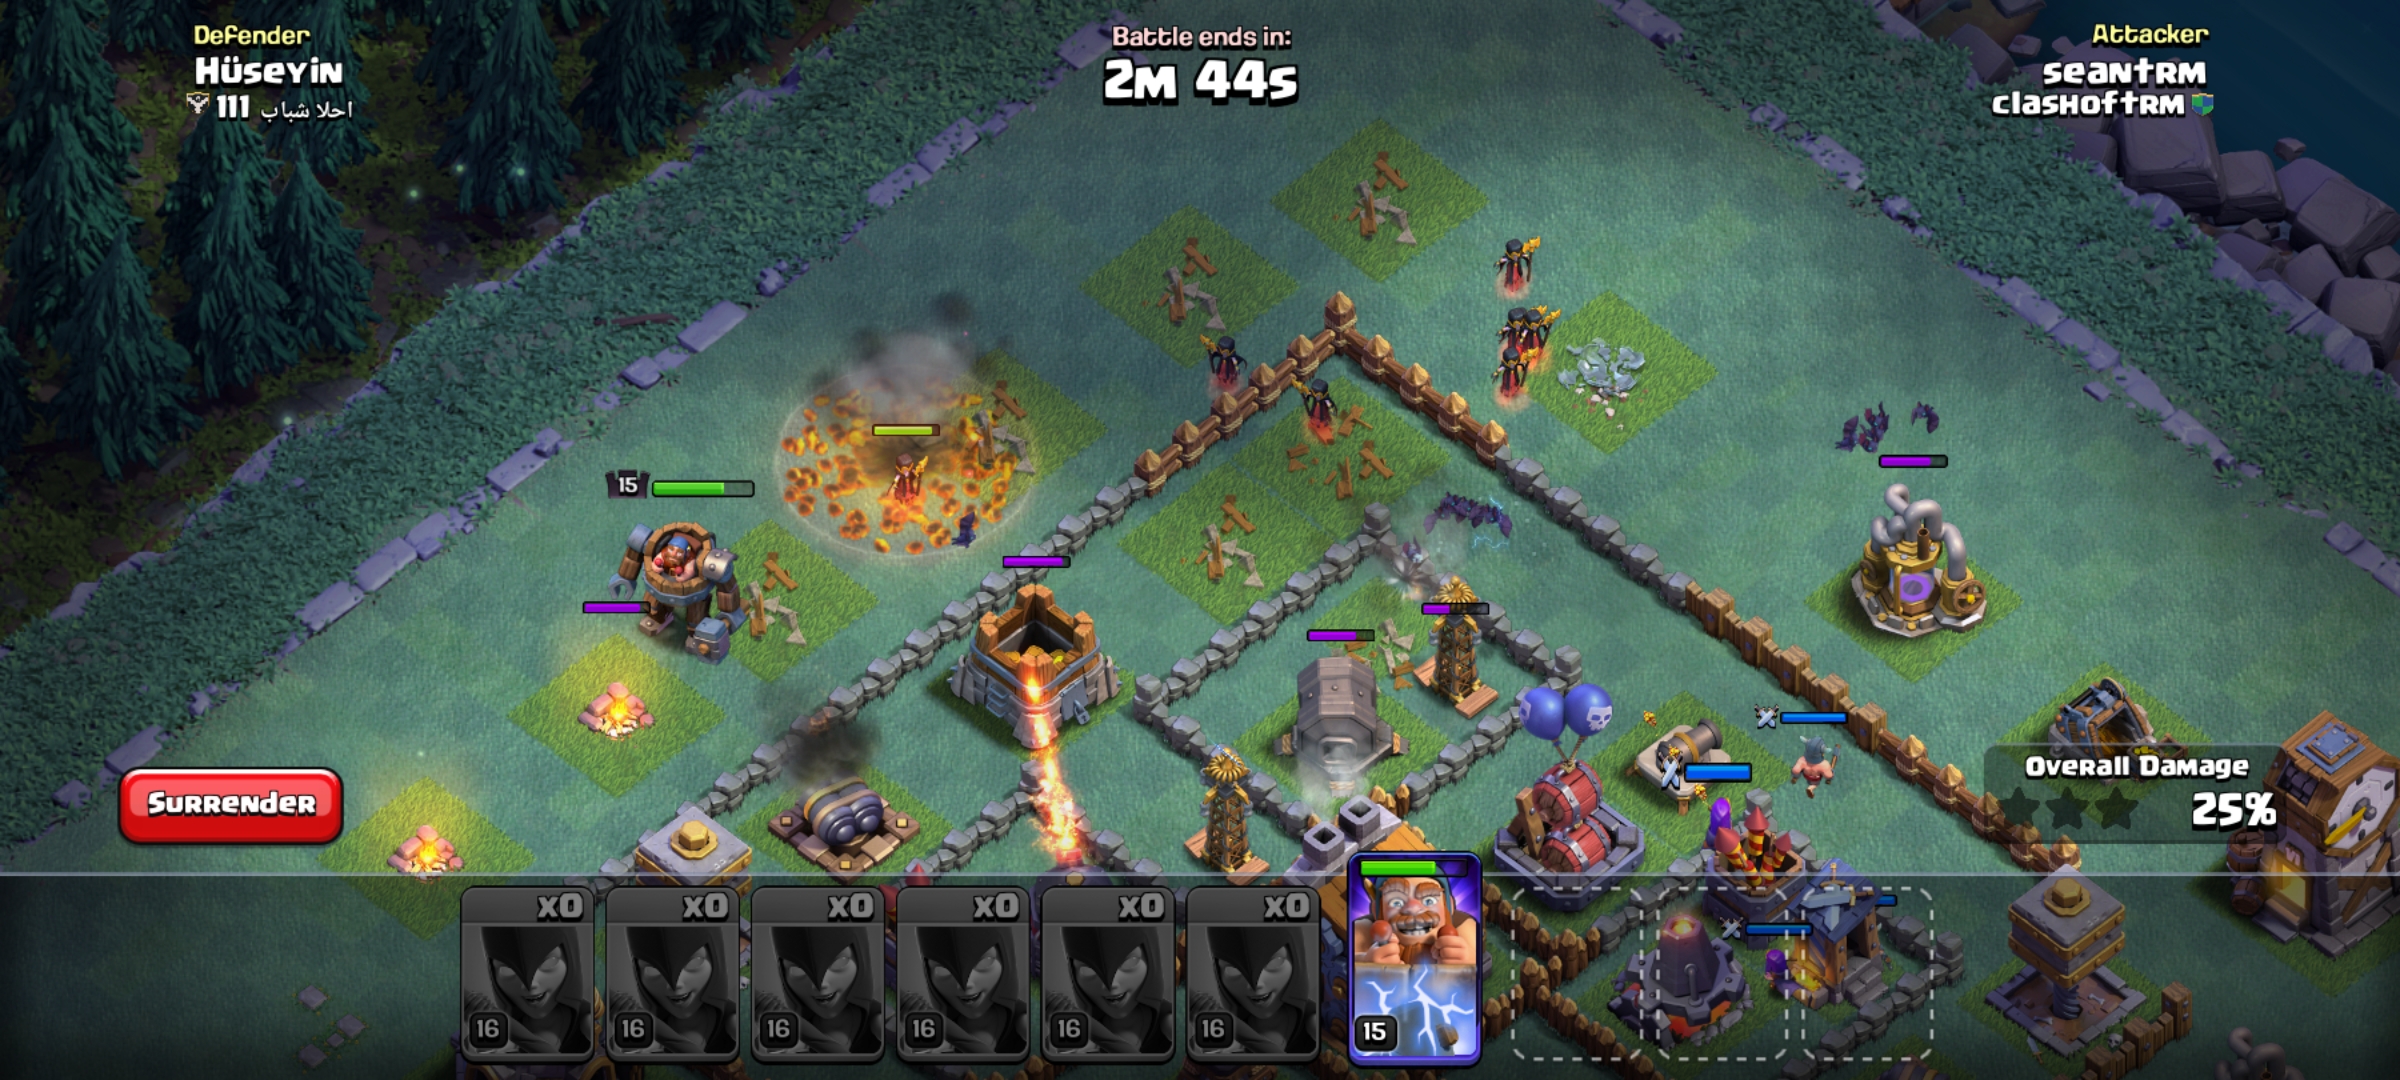 Defender
Hüseyin
111 احلا شباب
Battle ends in:
2M 44s
Attacker
seantRM
clashoftRM
15
Surrender
Overall Damage
25%
x0
x0
x0
x0
x0
x0
16
16
16
16
16
16
15